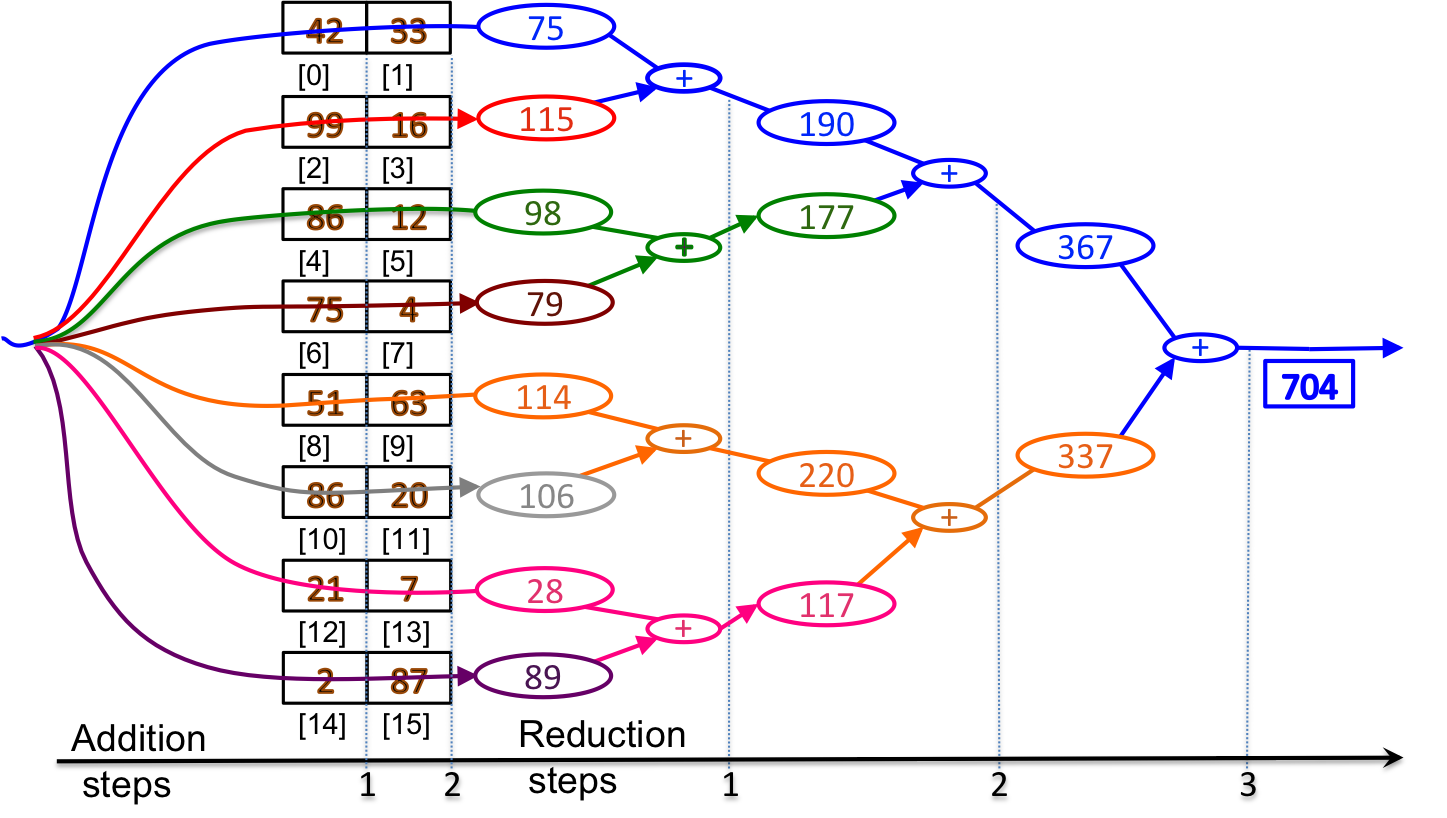 42 33 75
+
[0] [1]
99 16 115 190
[2] [3] +
86 12 98 177
+ 367
[4] [5]
75 4 79
[6] [7] + 704
51 63 114
+
[8] [9] 337
86 20 106 220
+
[10] [11]
21 7 28 117
[12] [13] +
2 87 89
[14] [15]
Addition Reduction
steps 1 2 steps 1 2 3